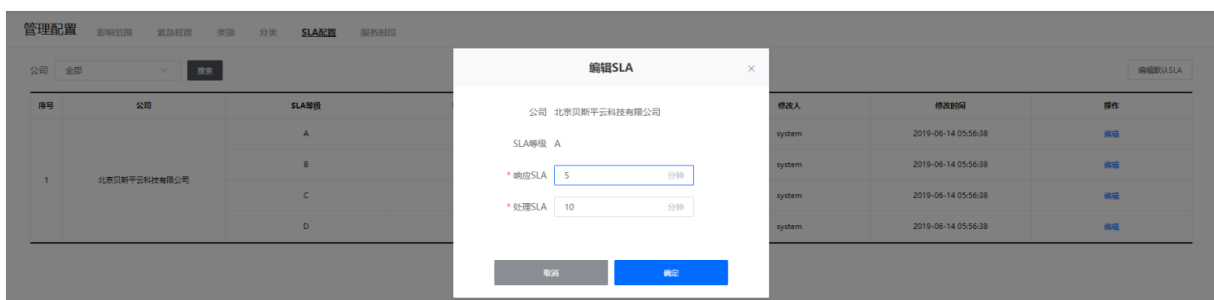 管理配置 影响范围 紧急程度 类别 分类 SLA配置 服务时段
公司 全部 搜索 编辑默认SLA
序号 公司 SLA等级 修改人 修改时间 操作
A system 2019-06-14 05:56:38 编辑
B system 2019-06-14 05:56:38 编辑
1 北京贝斯平云科技有限公司
C system 2019-06-14 05:56:38 编辑
D system 2019-06-14 05:56:38 编辑
编辑SLA ×
公司 北京贝斯平云科技有限公司
SLA等级 A
* 响应SLA 5 分钟
* 处理SLA 10 分钟
取消 确定